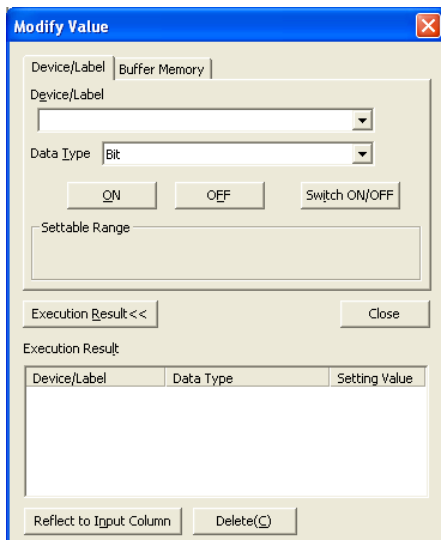 Modify Value
Device/Label Buffer Memory
Device/Label
Data Type Bit
ON OFF Switch ON/OFF
Settable Range
Execution Result<< Close
Execution Result
Device/Label Data Type Setting Value
Reflect to Input Column Delete(C)